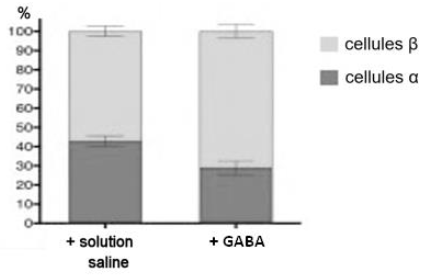 %
100
90
80
70
60
50
40
30
20
10
0
+ solution
saline
+ GABA
cellules β
cellules α